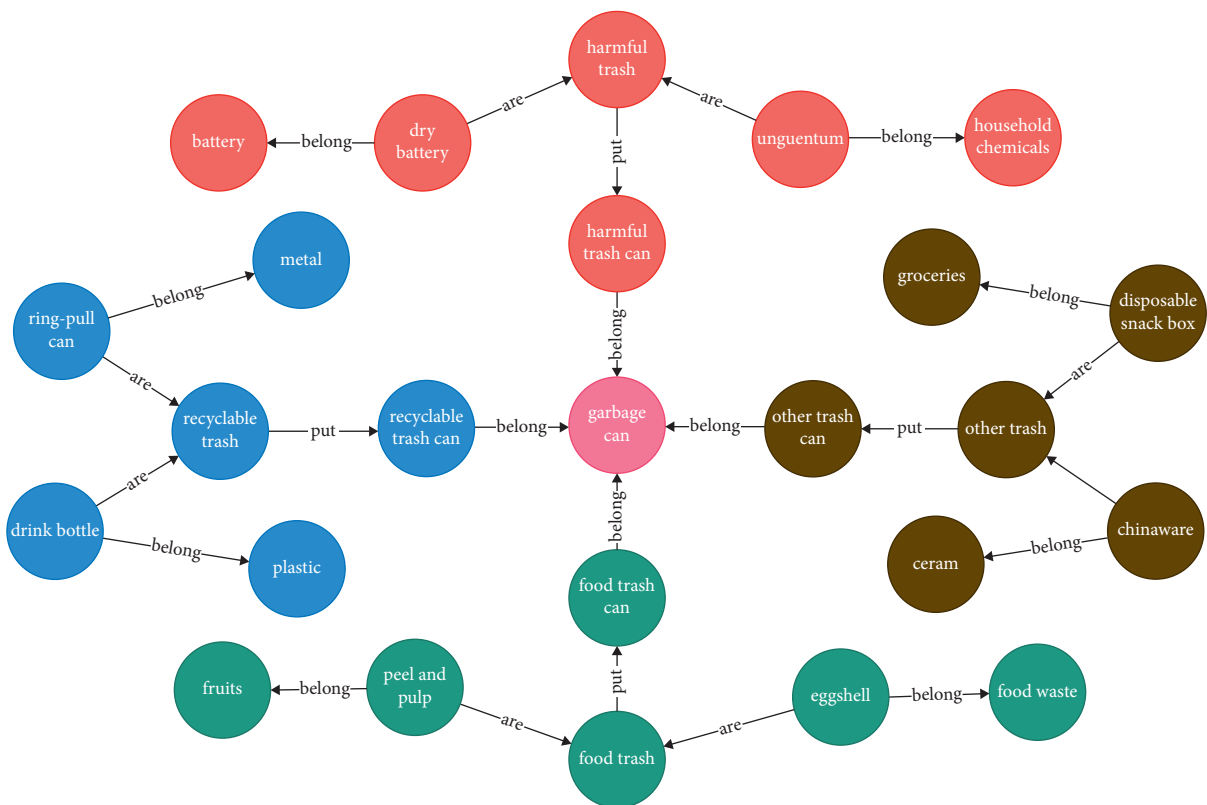 harmful
trash
are
are
battery
belong
dry
battery
unguentum
belong
household
chemicals
put
harmful
trash can
metal
belong
groceries
belong
disposable
snack box
ring-pull
can
are
belong
are
recyclable
trash
put
recyclable
trash can
belong
garbage
can
belong
other trash
can
put
other trash
are
drink bottle
belong
plastic
belong
chinaware
belong
ceram
food trash
can
put
fruits
belong
peel and
pulp
are
eggshell
belong
food waste
are
food trash